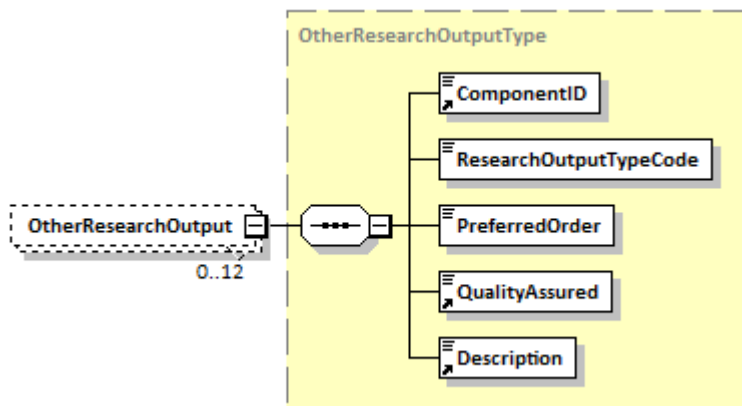 OtherResearchOutputType
ComponentID
ResearchOutputTypeCode
OtherResearchOutput
0..12
PreferredOrder
QualityAssured
Description